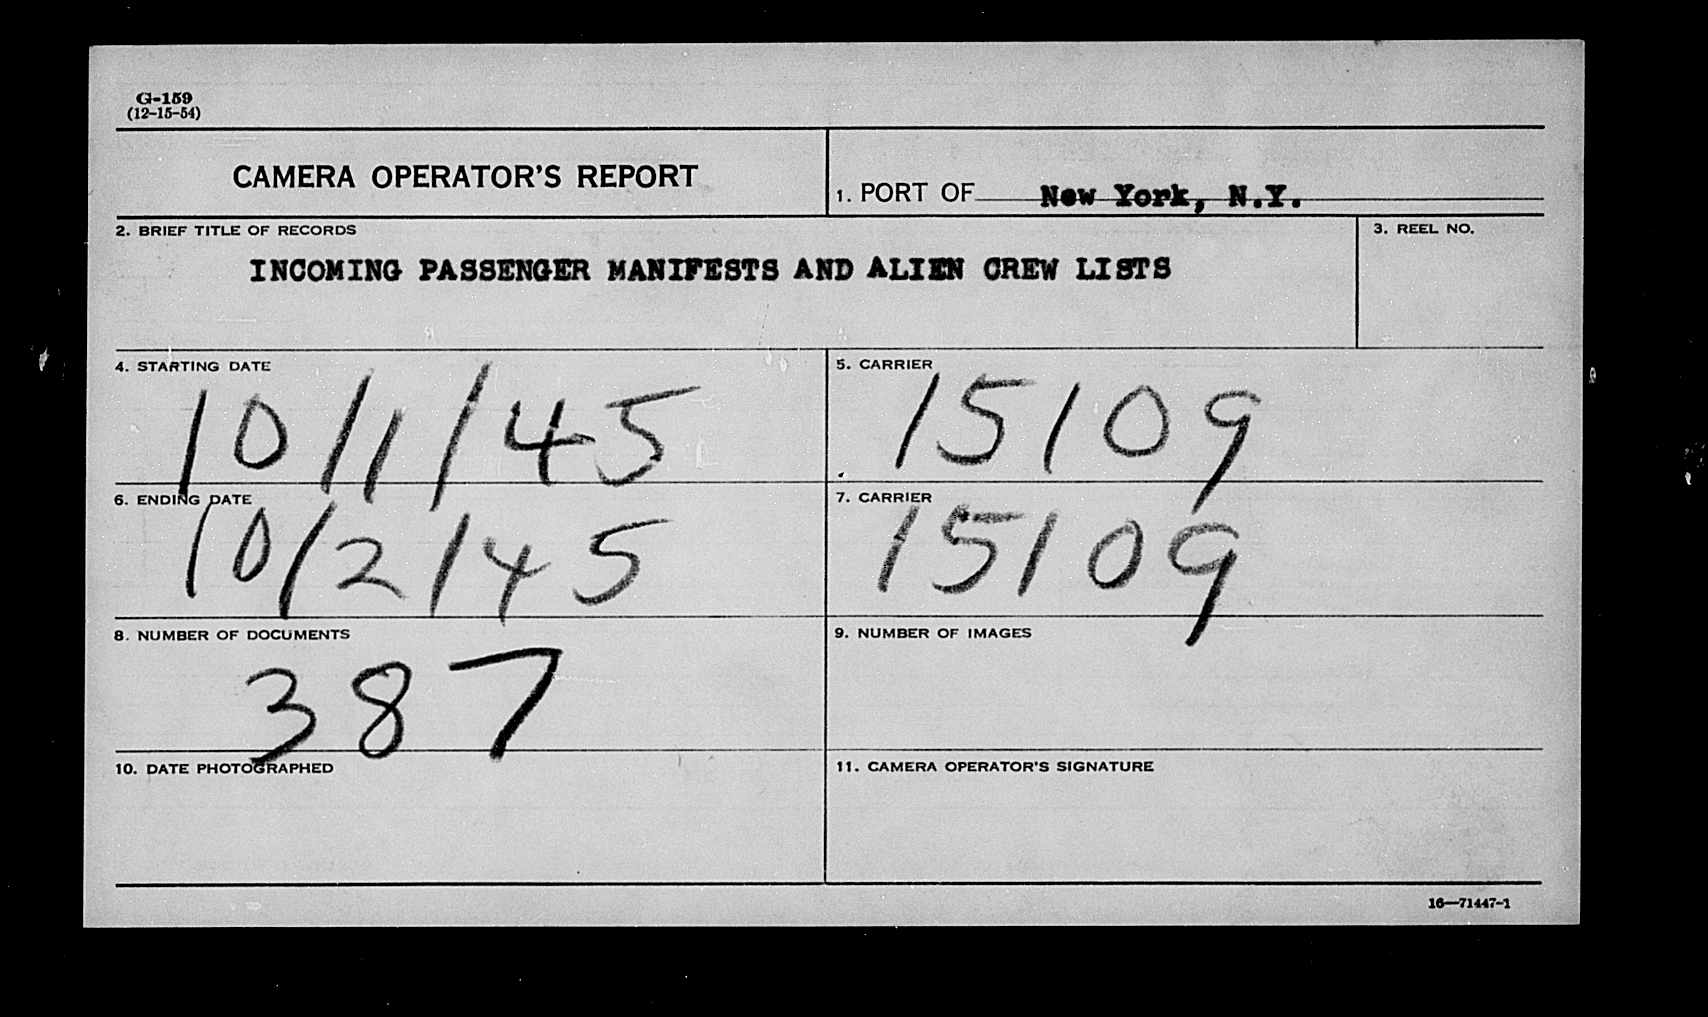 G-159
(12-15-54)
CAMERA OPERATOR'S REPORT
1. PORT OF New York, N.Y.
2. BRIEF TITLE OF RECORDS
3. REEL NO.
INCOMING PASSENGER MANIFESTS AND ALIEN CREW LISTS
4. STARTING DATE
5. CARRIER
10/1/45
15109
6. ENDING DATE
7. CARRIER
10/2/45
15109
8. NUMBER OF DOCUMENTS
9. NUMBER OF IMAGES
387
10. DATE PHOTOGRAPHED
11. CAMERA OPERATOR'S SIGNATURE
16—71447-1